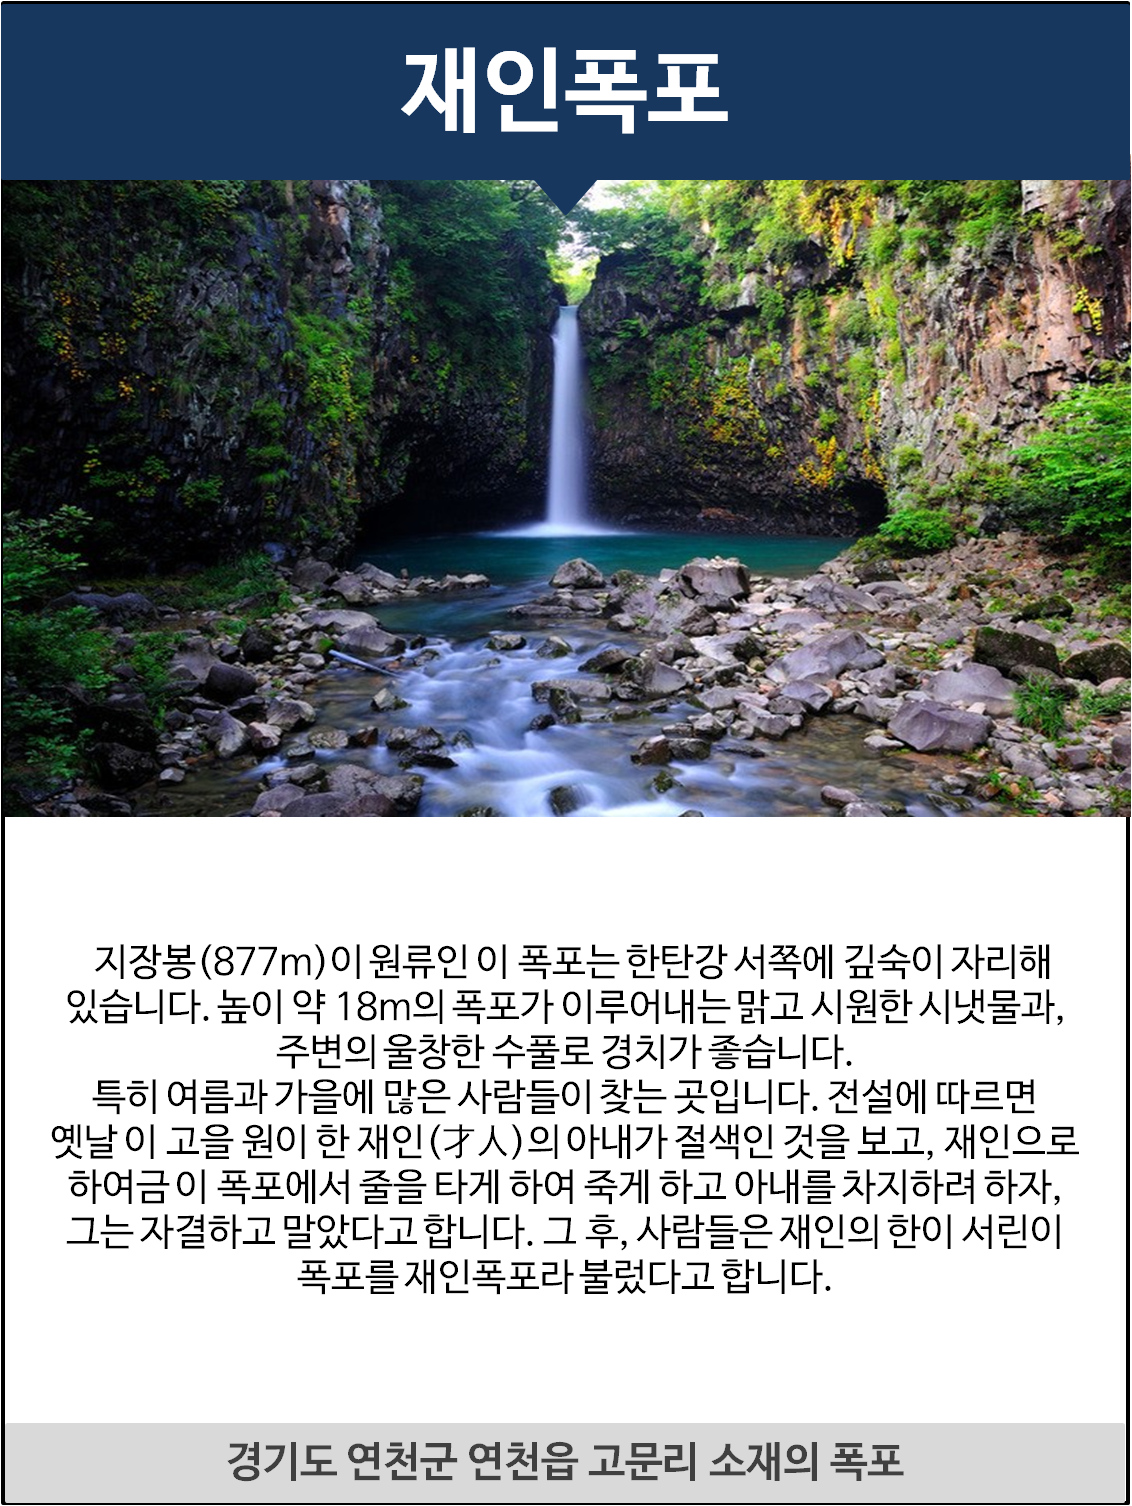 재인폭포
지장봉(877m)이 원류인 이 폭포는 한탄강 서쪽에 깊숙이 자리해
있습니다. 높이 약 18m의 폭포가 이루어내는 맑고 시원한 시냇물과,
주변의 울창한 수풀로 경치가 좋습니다.
특히 여름과 가을에 많은 사람들이 찾는 곳입니다. 전설에 따르면
옛날 이 고을 원이 한 재인(才人)의 아내가 절색인 것을 보고, 재인으로
하여금 이 폭포에서 줄을 타게 하여 죽게 하고 아내를 차지하려 하자,
그는 자결하고 말았다고 합니다. 그 후, 사람들은 재인의 한이 서린이
폭포를 재인폭포라 불렀다고 합니다.
경기도 연천군 연천읍 고문리 소재의 폭포